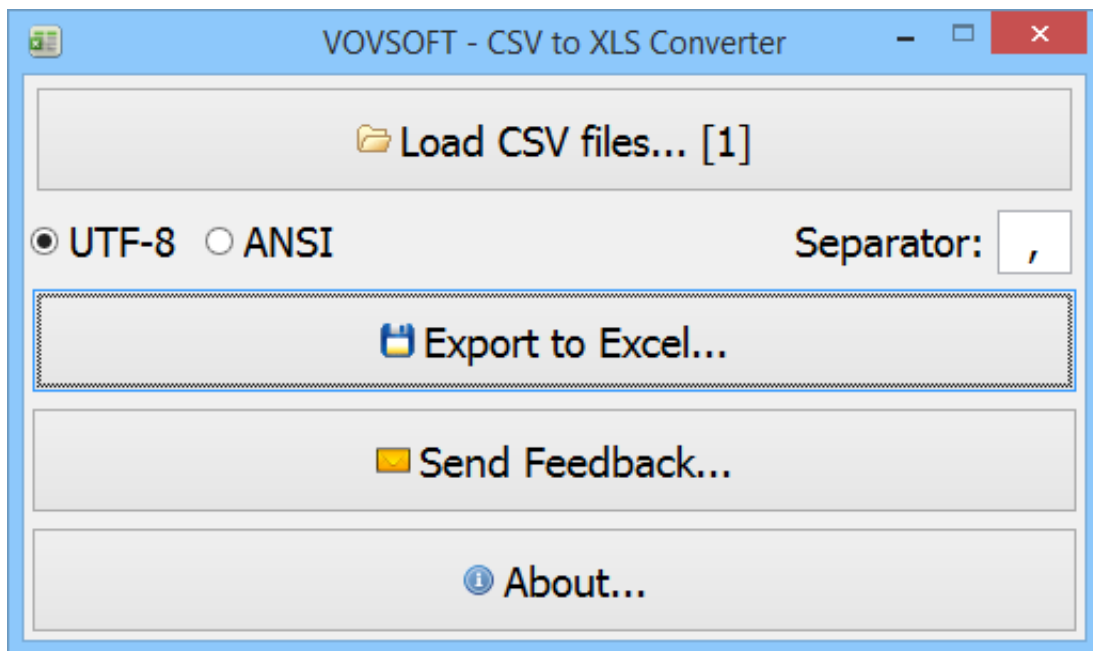 VOVSOFT - CSV to XLS Converter
Load CSV files... [1]
UTF-8 ANSI Separator: ,
Export to Excel...
Send Feedback...
About...